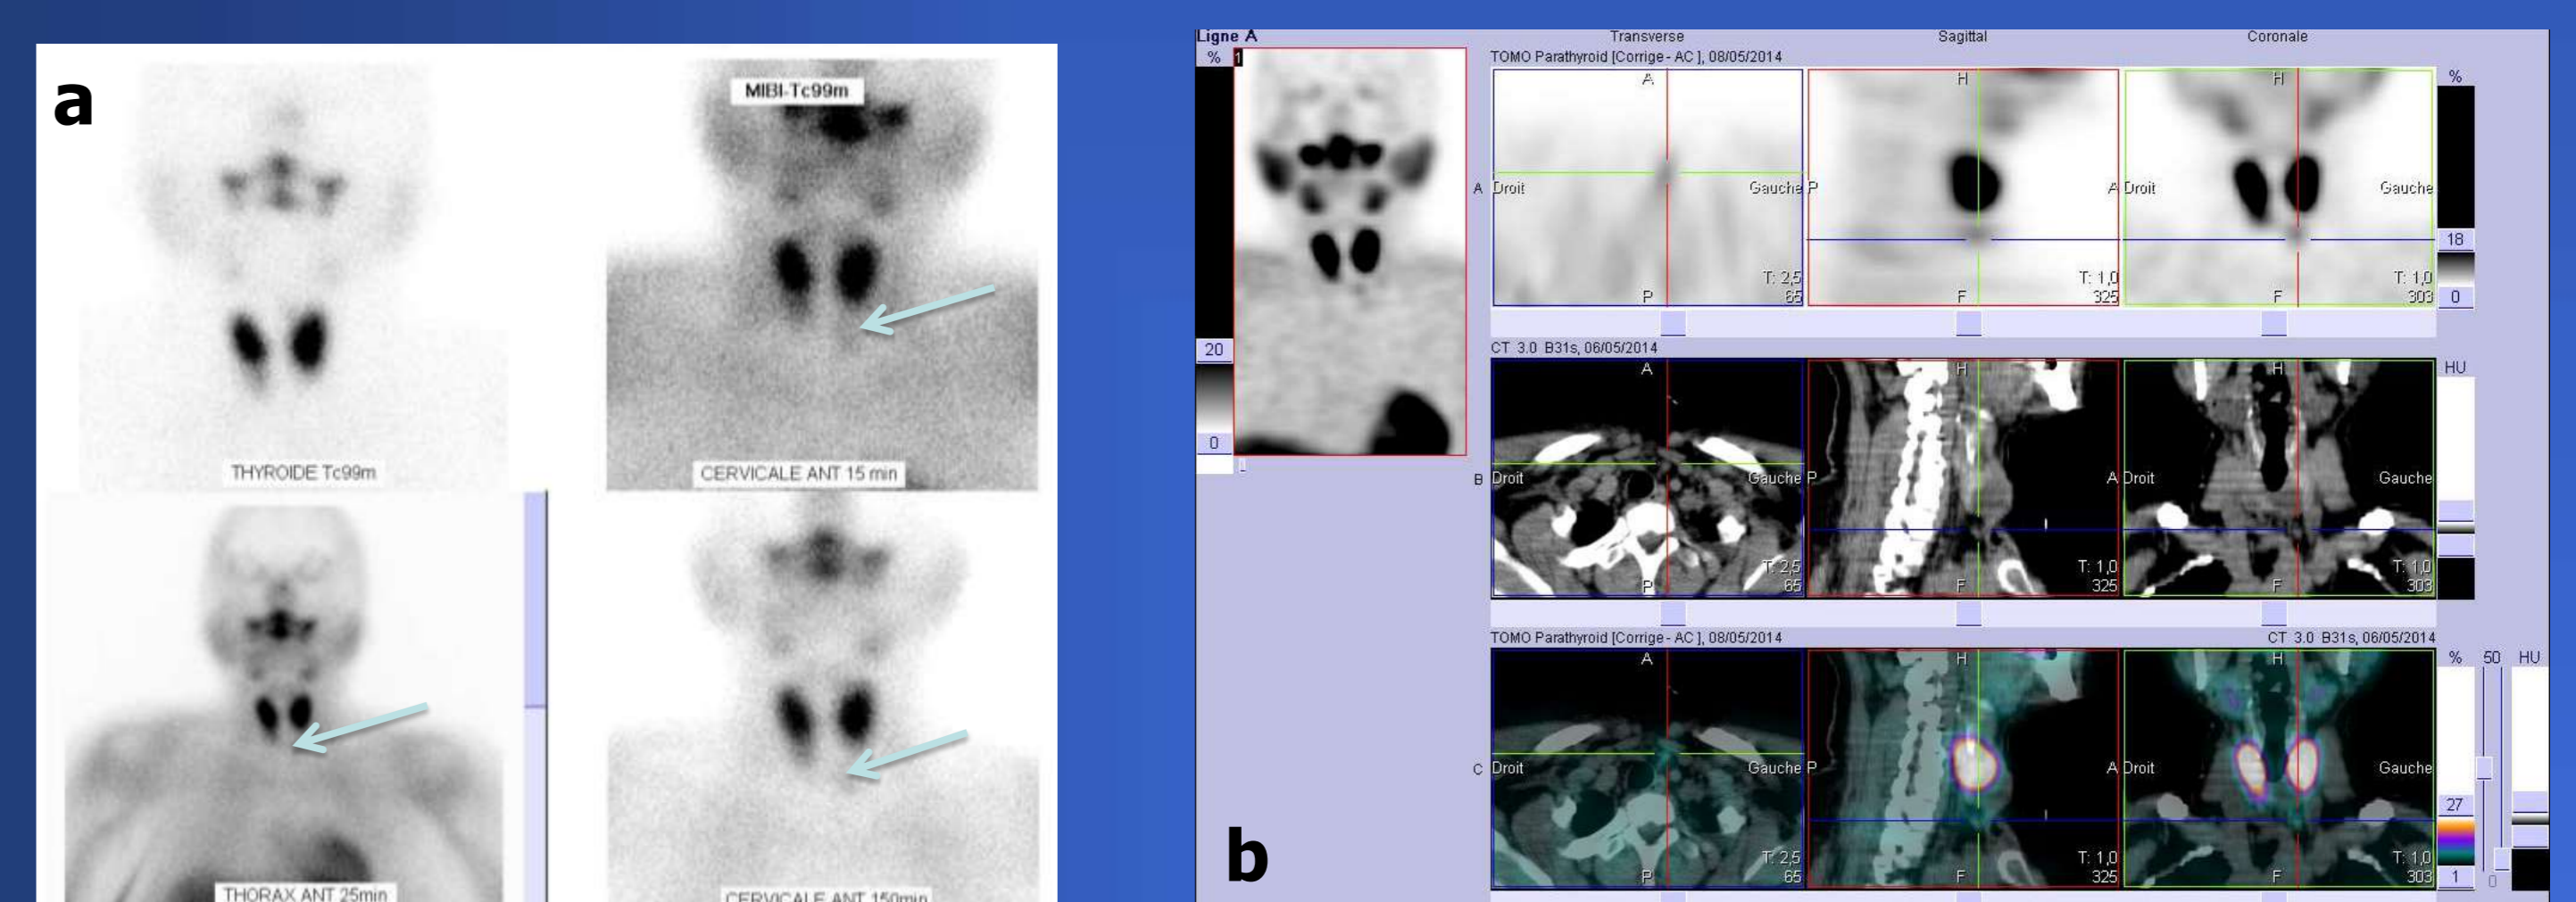 a
MIBI-Tc99m
THYROIDE Tc99m
CERVICALE ANT 15 min
THORAX ANT 25min
CERVICALE ANT 150min
Ligne A
%
1
20
0
Transverse Sagittal Coronale
TOMO Parathyroid [Corrige - AC ], 08/05/2014
A H H %
A Droit Gauche P A Droit Gauche
18
T: 2,5 T: 1,0 T: 1,0
P 65 F 325 F 303 0
CT 3.0 B31s, 06/05/2014
A H H HU
B Droit Gauche P A Droit Gauche
T: 2,5 T: 1,0 T: 1,0
P 65 F 325 F 303
TOMO Parathyroid [Corrige - AC ], 08/05/2014 CT 3.0 B31s, 06/05/2014
A H H % 50 HU
C Droit Gauche P A Droit Gauche
27
T: 2,5 T: 1,0 T: 1,0
P 65 F 325 F 303 1 0
b